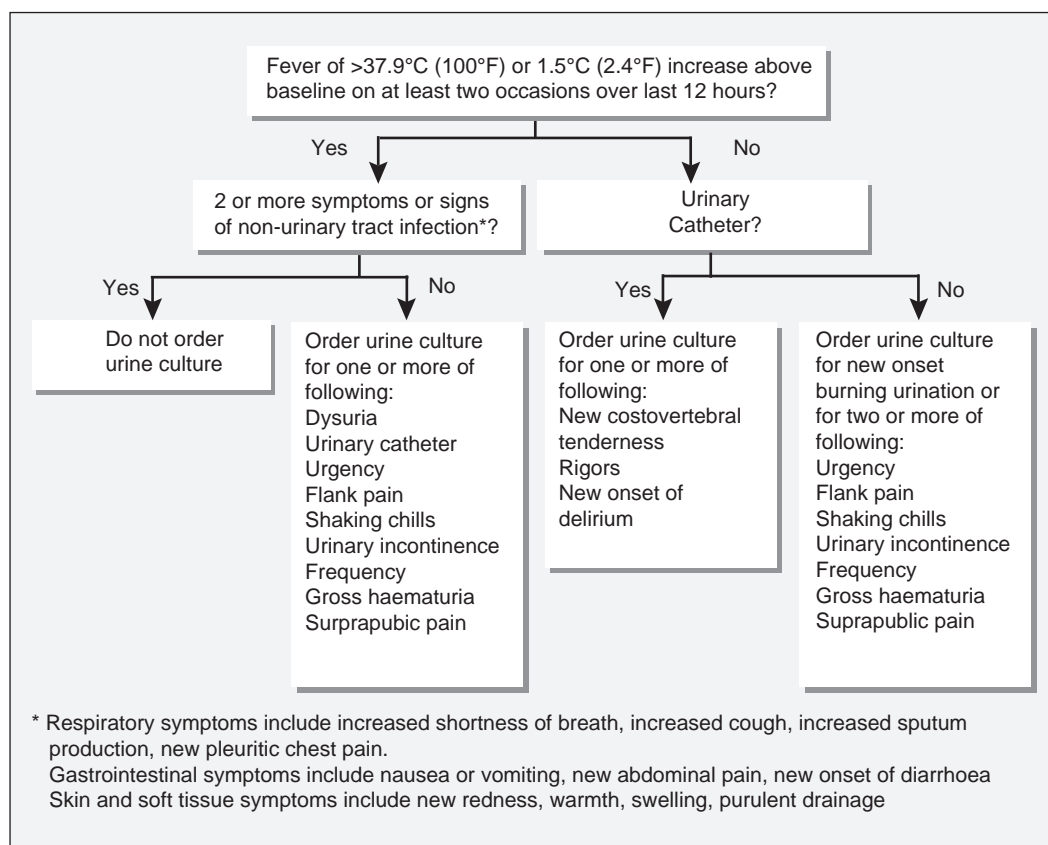 Fever of >37.9°C (100°F) or 1.5°C (2.4°F) increase above
baseline on at least two occasions over last 12 hours?
Yes
No
2 or more symptoms or signs
of non-urinary tract infection*?
Urinary
Catheter?
Yes
No
Yes
No
Do not order
urine culture
Order urine culture
for one or more of
following:
Dysuria
Urinary catheter
Urgency
Flank pain
Shaking chills
Urinary incontinence
Frequency
Gross haematuria
Surprapubic pain
Order urine culture
for one or more of
following:
New costovertebral
tenderness
Rigors
New onset of
delirium
Order urine culture
for new onset
burning urination or
for two or more of
following:
Urgency
Flank pain
Shaking chills
Urinary incontinence
Frequency
Gross haematuria
Suprapublic pain
* Respiratory symptoms include increased shortness of breath, increased cough, increased sputum
production, new pleuritic chest pain.
Gastrointestinal symptoms include nausea or vomiting, new abdominal pain, new onset of diarrhoea
Skin and soft tissue symptoms include new redness, warmth, swelling, purulent drainage